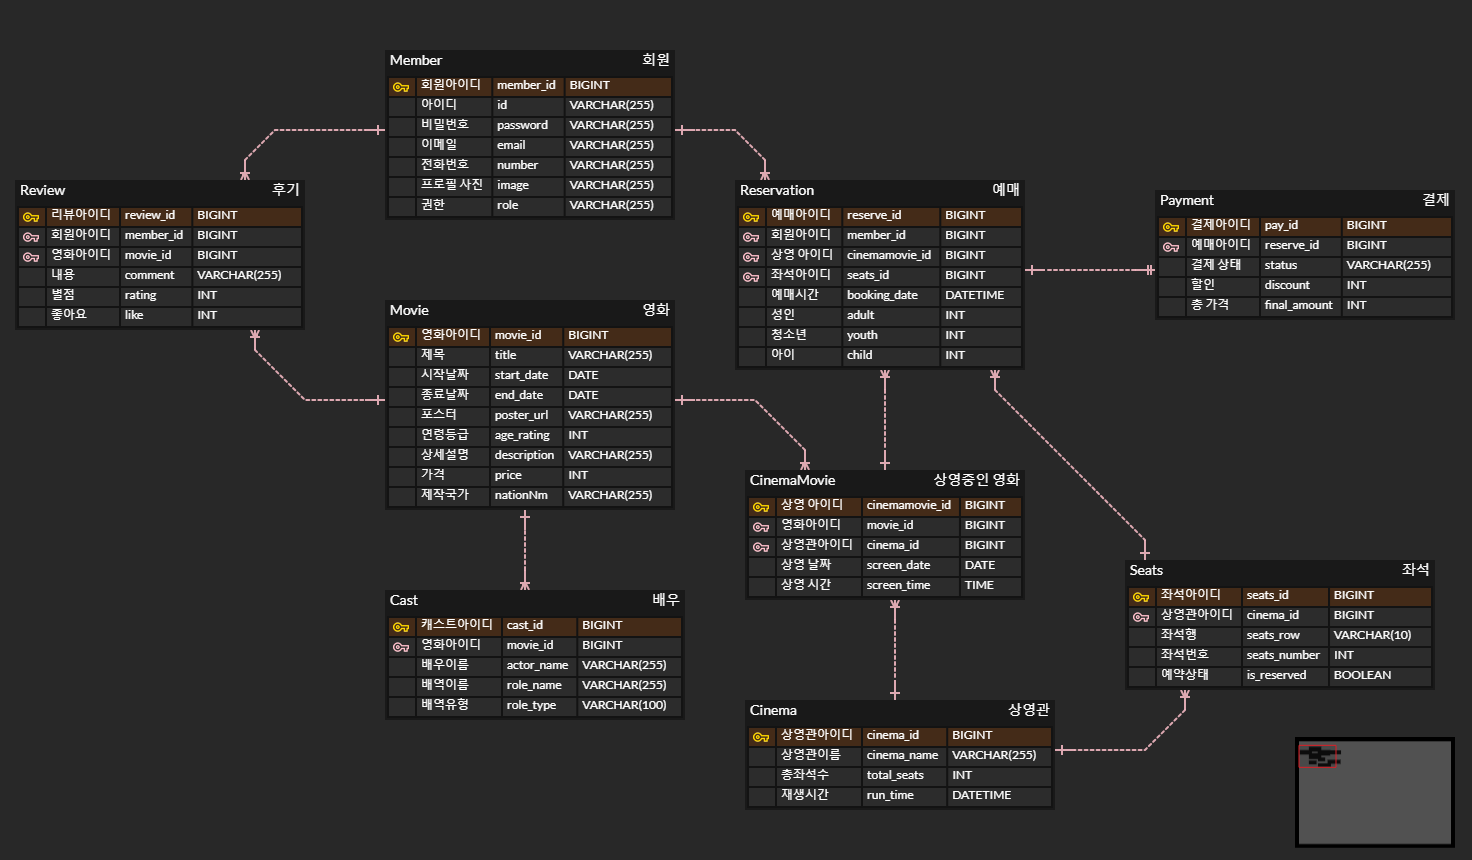 Member 회원
회원아이디 member_id BIGINT
아이디 id VARCHAR(255)
비밀번호 password VARCHAR(255)
이메일 email VARCHAR(255)
전화번호 number VARCHAR(255)
프로필 사진 image VARCHAR(255)
권한 role VARCHAR(255)
Review 후기
리뷰아이디 review_id BIGINT
회원아이디 member_id BIGINT
영화아이디 movie_id BIGINT
내용 comment VARCHAR(255)
별점 rating INT
좋아요 like INT
Reservation 예매
예매아이디 reserve_id BIGINT
회원아이디 member_id BIGINT
상영 아이디 cinemamovie_id BIGINT
좌석아이디 seats_id BIGINT
예매시간 booking_date DATETIME
성인 adult INT
청소년 youth INT
아이 child INT
Payment 결제
결제아이디 pay_id BIGINT
예매아이디 reserve_id BIGINT
결제 상태 status VARCHAR(255)
할인 discount INT
총 가격 final_amount INT
Movie 영화
영화아이디 movie_id BIGINT
제목 title VARCHAR(255)
시작날짜 start_date DATE
종료날짜 end_date DATE
포스터 poster_url VARCHAR(255)
연령등급 age_rating INT
상세설명 description VARCHAR(255)
가격 price INT
제작국가 nationNm VARCHAR(255)
CinemaMovie 상영중인 영화
상영 아이디 cinemamovie_id BIGINT
영화아이디 movie_id BIGINT
상영관아이디 cinema_id BIGINT
상영 날짜 screen_date DATE
상영 시간 screen_time TIME
Seats 좌석
좌석아이디 seats_id BIGINT
상영관아이디 cinema_id BIGINT
좌석행 seats_row VARCHAR(10)
좌석번호 seats_number INT
예약상태 is_reserved BOOLEAN
Cast 배우
캐스트아이디 cast_id BIGINT
영화아이디 movie_id BIGINT
배우이름 actor_name VARCHAR(255)
배역이름 role_name VARCHAR(255)
배역유형 role_type VARCHAR(100)
Cinema 상영관
상영관아이디 cinema_id BIGINT
상영관이름 cinema_name VARCHAR(255)
총좌석수 total_seats INT
재생시간 run_time DATETIME